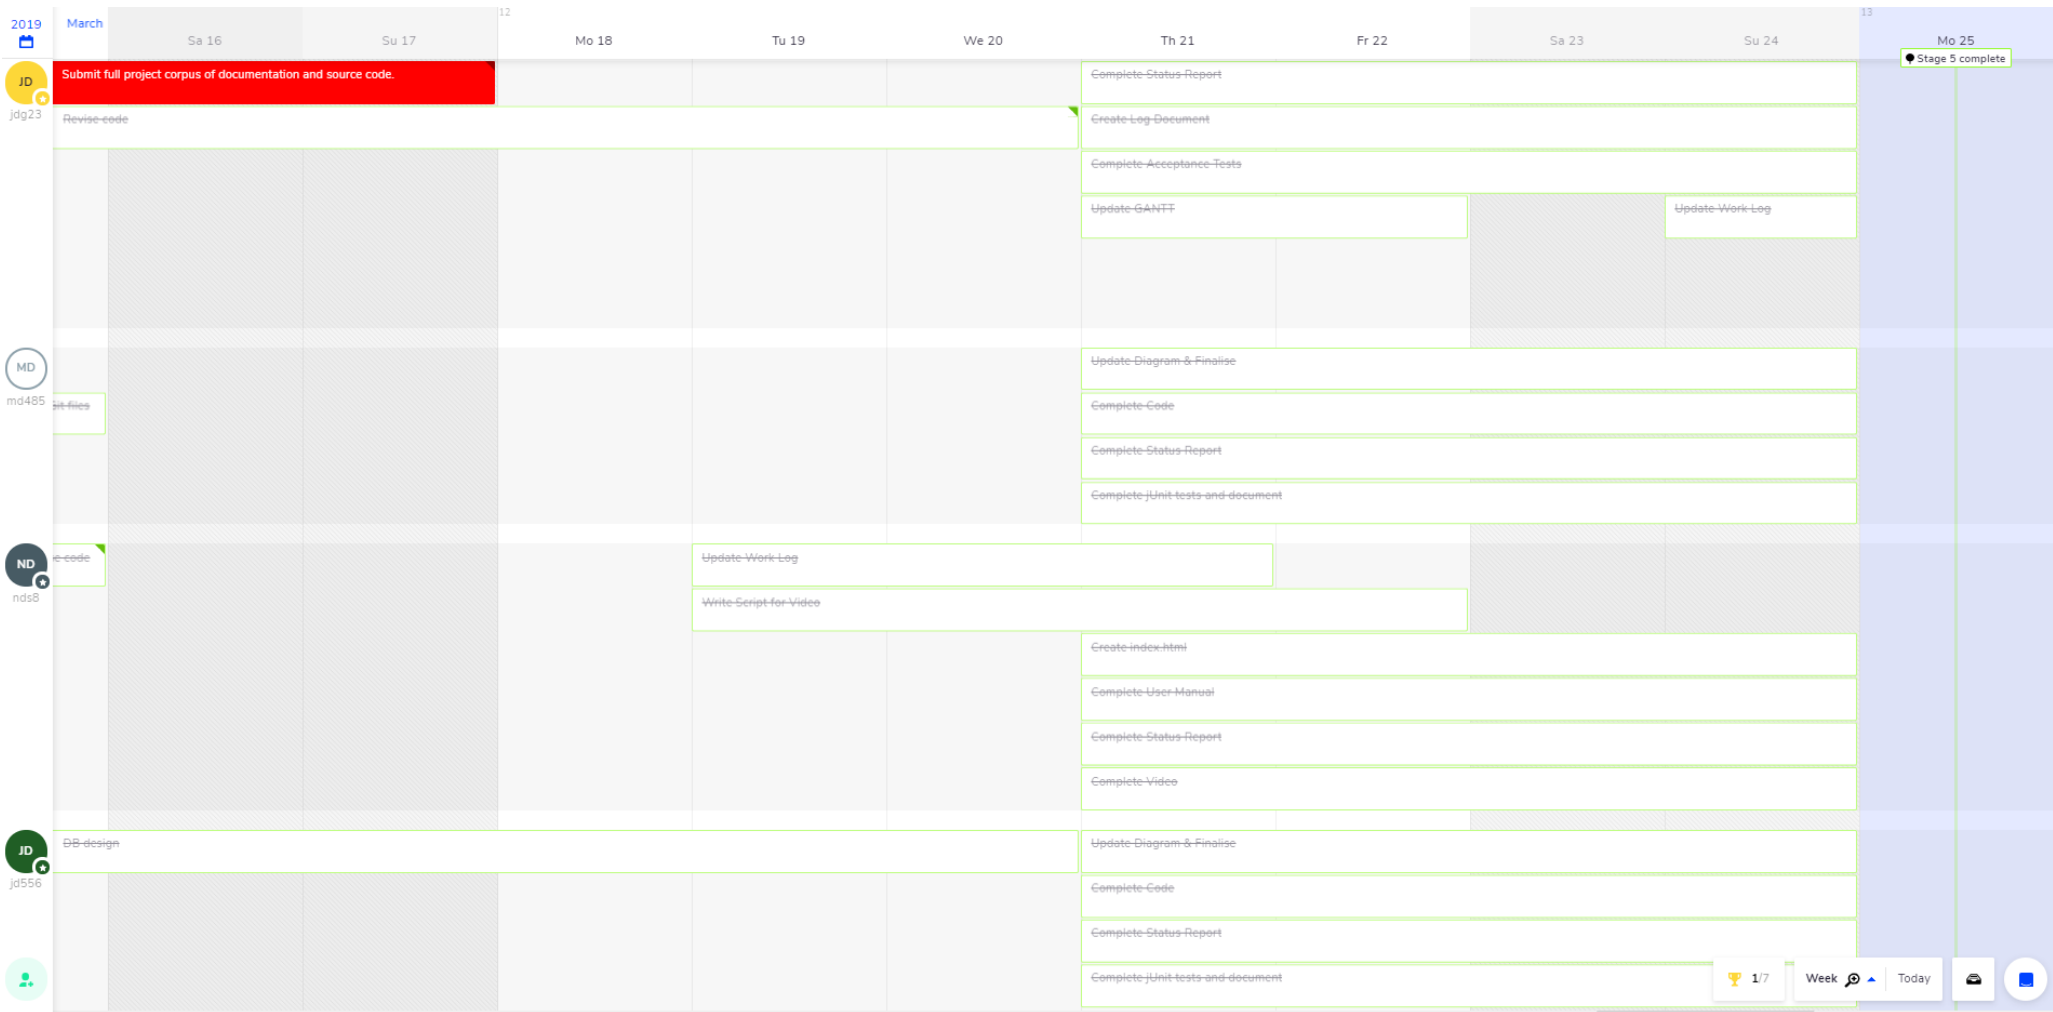 2019
March
12
13
Sa 16
Su 17
Mo 18
Tu 19
We 20
Th 21
Fr 22
Sa 23
Su 24
Mo 25
Stage 5 complete
JD
jdg23
Submit full project corpus of documentation and source code.
Complete Status Report
Revise code
Create Log Document
Complete Acceptance Tests
Update GANTT
Update Work Log
MD
md485
Update Diagram & Finalise
Git files
Complete Code
Complete Status Report
Complete jUnit tests and document
ND
nds8
e code
Update Work Log
Write Script for Video
Create index.html
Complete User Manual
Complete Status Report
Complete Video
JD
jd556
DB design
Update Diagram & Finalise
Complete Code
Complete Status Report
Complete jUnit tests and document
1/7
Week
Today